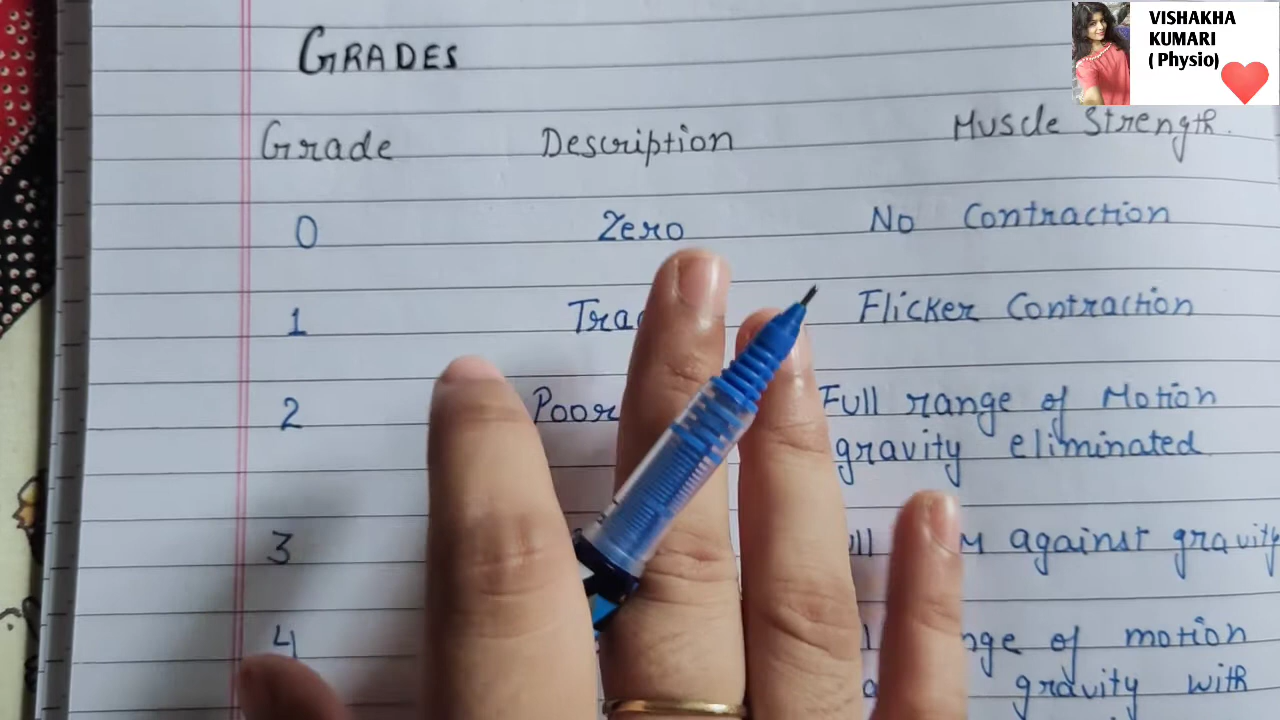 VISHAKHA
KUMARI
( Physio)
GRADES
Grade Description Muscle Strength.
0 Zero No Contraction
1 Flicker Contraction
2 Poor Full range of Motion
gravity eliminated
3 against gravity
4 of motion
gravity with